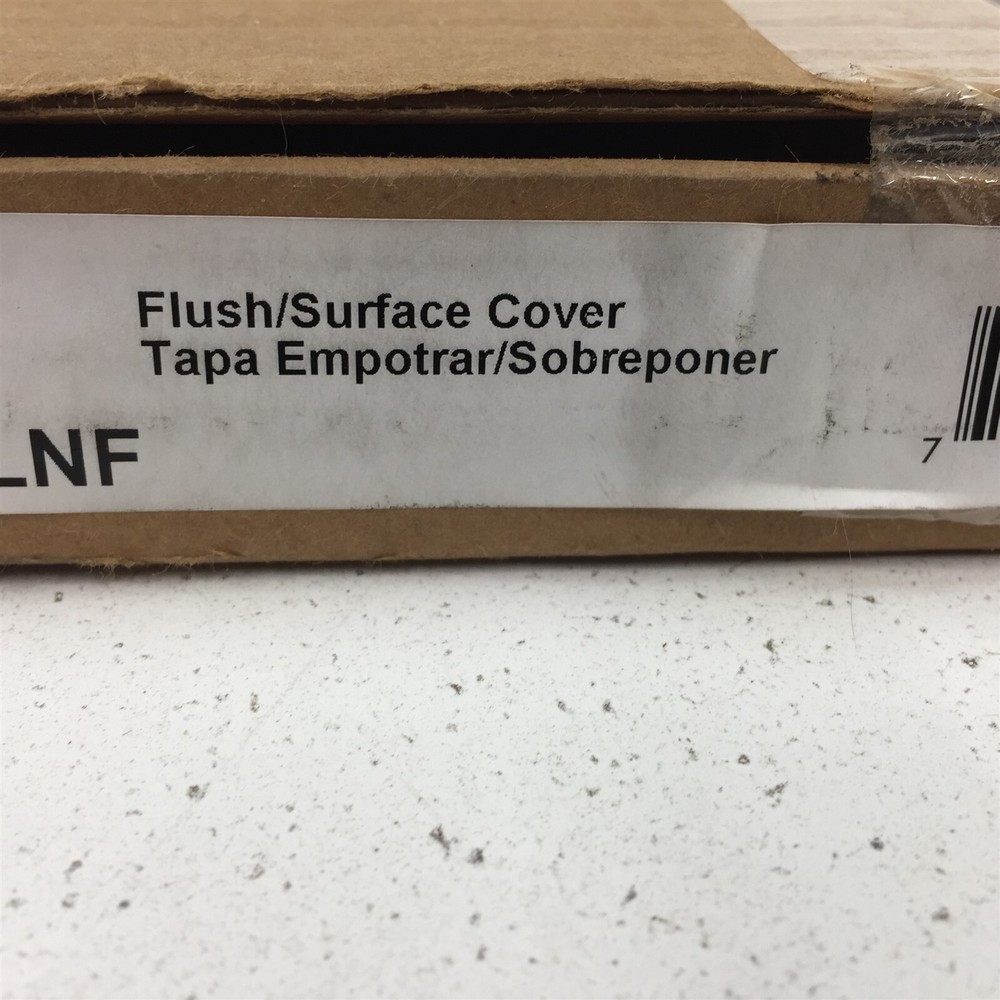 Flush/Surface Cover
Tapa Empotrar/Sobreponer
LNF
7